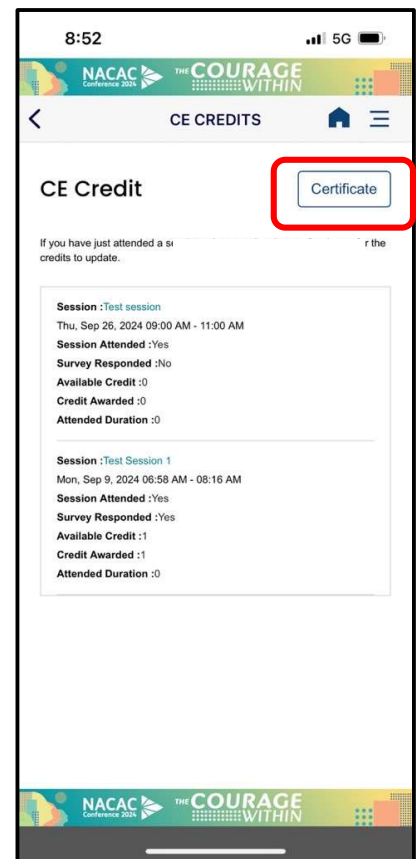 8:52
5G
NACAC THE COURAGE
Conference 2024 WITHIN
CE CREDITS
CE Credit
Certificate
If you have just attended a the
credits to update.
Session :Test session
Thu, Sep 26, 2024 09:00 AM - 11:00 AM
Session Attended :Yes
Survey Responded :No
Available Credit :0
Credit Awarded :0
Attended Duration :0
Session :Test Session 1
Mon, Sep 9, 2024 06:58 AM - 08:16 AM
Session Attended :Yes
Survey Responded :Yes
Available Credit :1
Credit Awarded :1
Attended Duration :0
NACAC THE COURAGE
Conference 2024 WITHIN